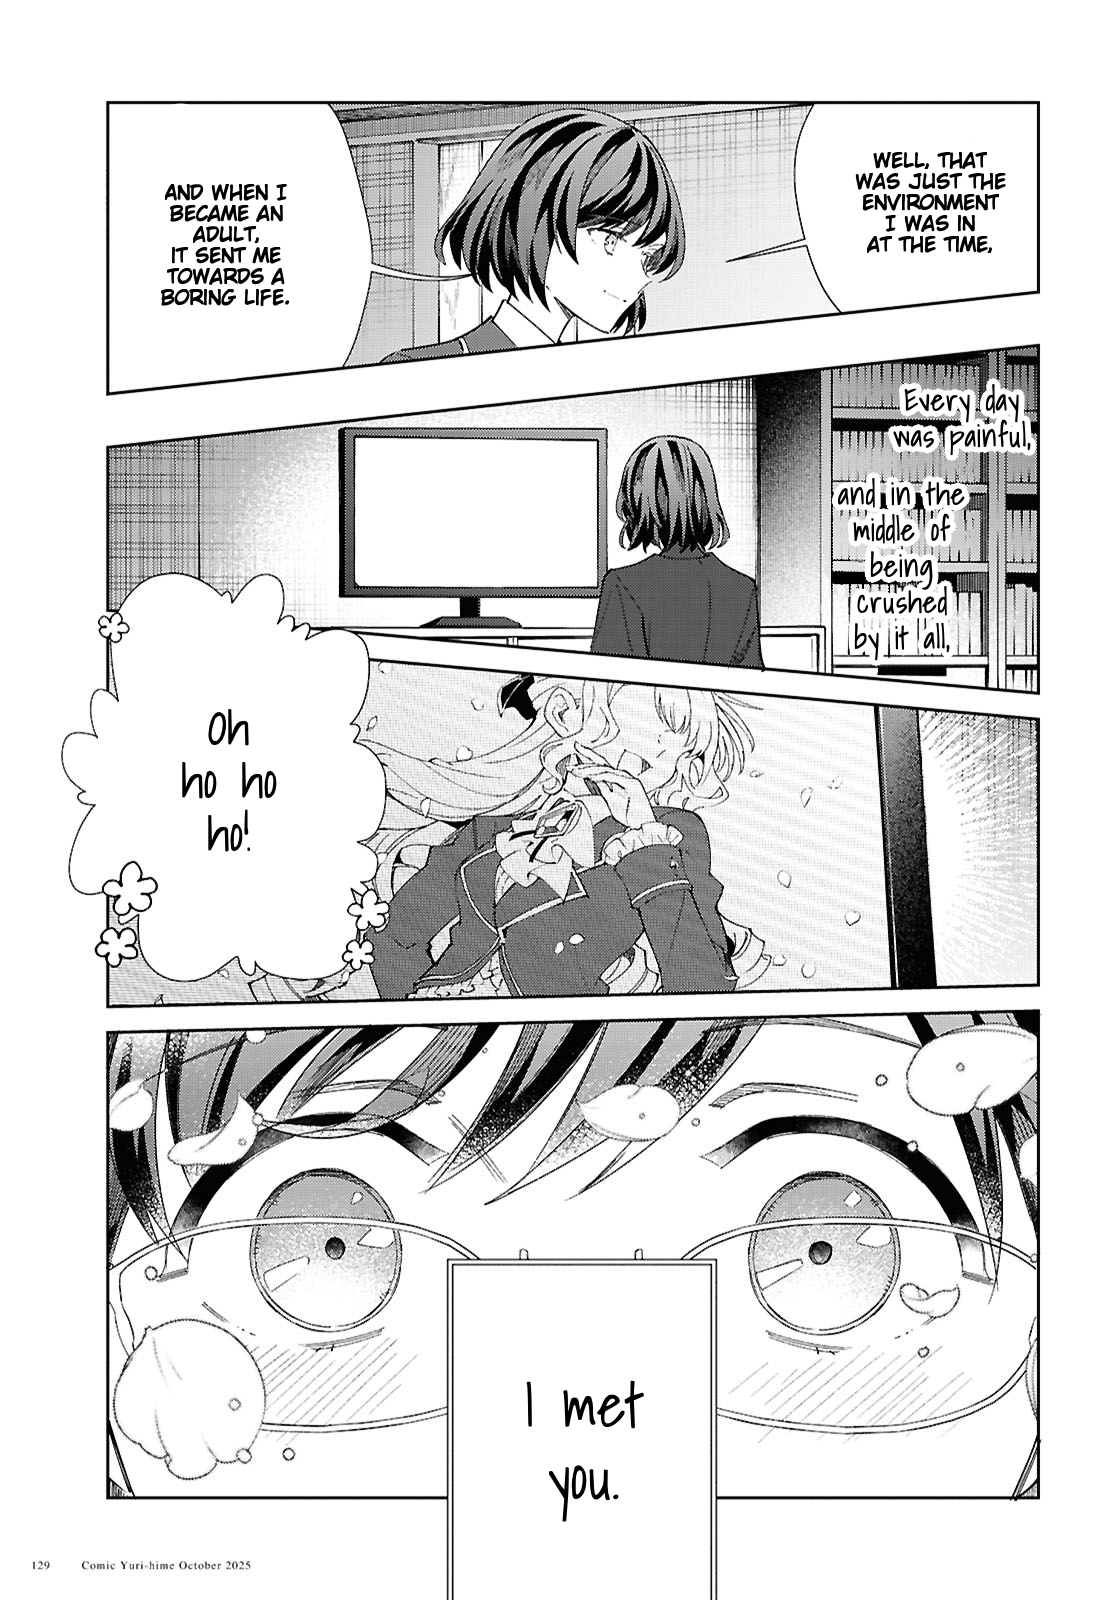 WELL, THAT
WAS JUST THE
ENVIRONMENT
I WAS IN
AT THE TIME,
AND WHEN I
BECAME AN
ADULT,
IT SENT ME
TOWARDS A
BORING LIFE.
Every day
was painful,
and in the
middle of
being
crushed
by it all,
Oh
ho ho
ho!
I met
you.
129 Comic Yuri-hime October 2025